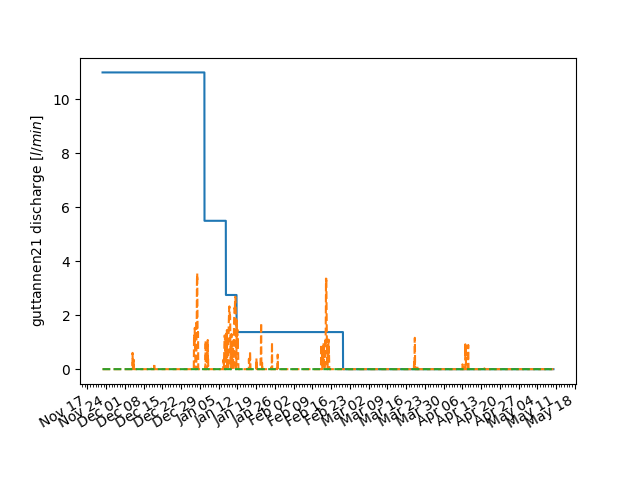 guttannen21 discharge [l/min]
10
8
6
4
2
0
Nov 17
Nov 24
Dec 01
Dec 08
Dec 15
Dec 22
Dec 29
Jan 05
Jan 12
Jan 19
Jan 26
Feb 02
Feb 09
Feb 16
Feb 23
Mar 02
Mar 09
Mar 16
Mar 23
Mar 30
Apr 06
Apr 13
Apr 20
Apr 27
May 04
May 11
May 18